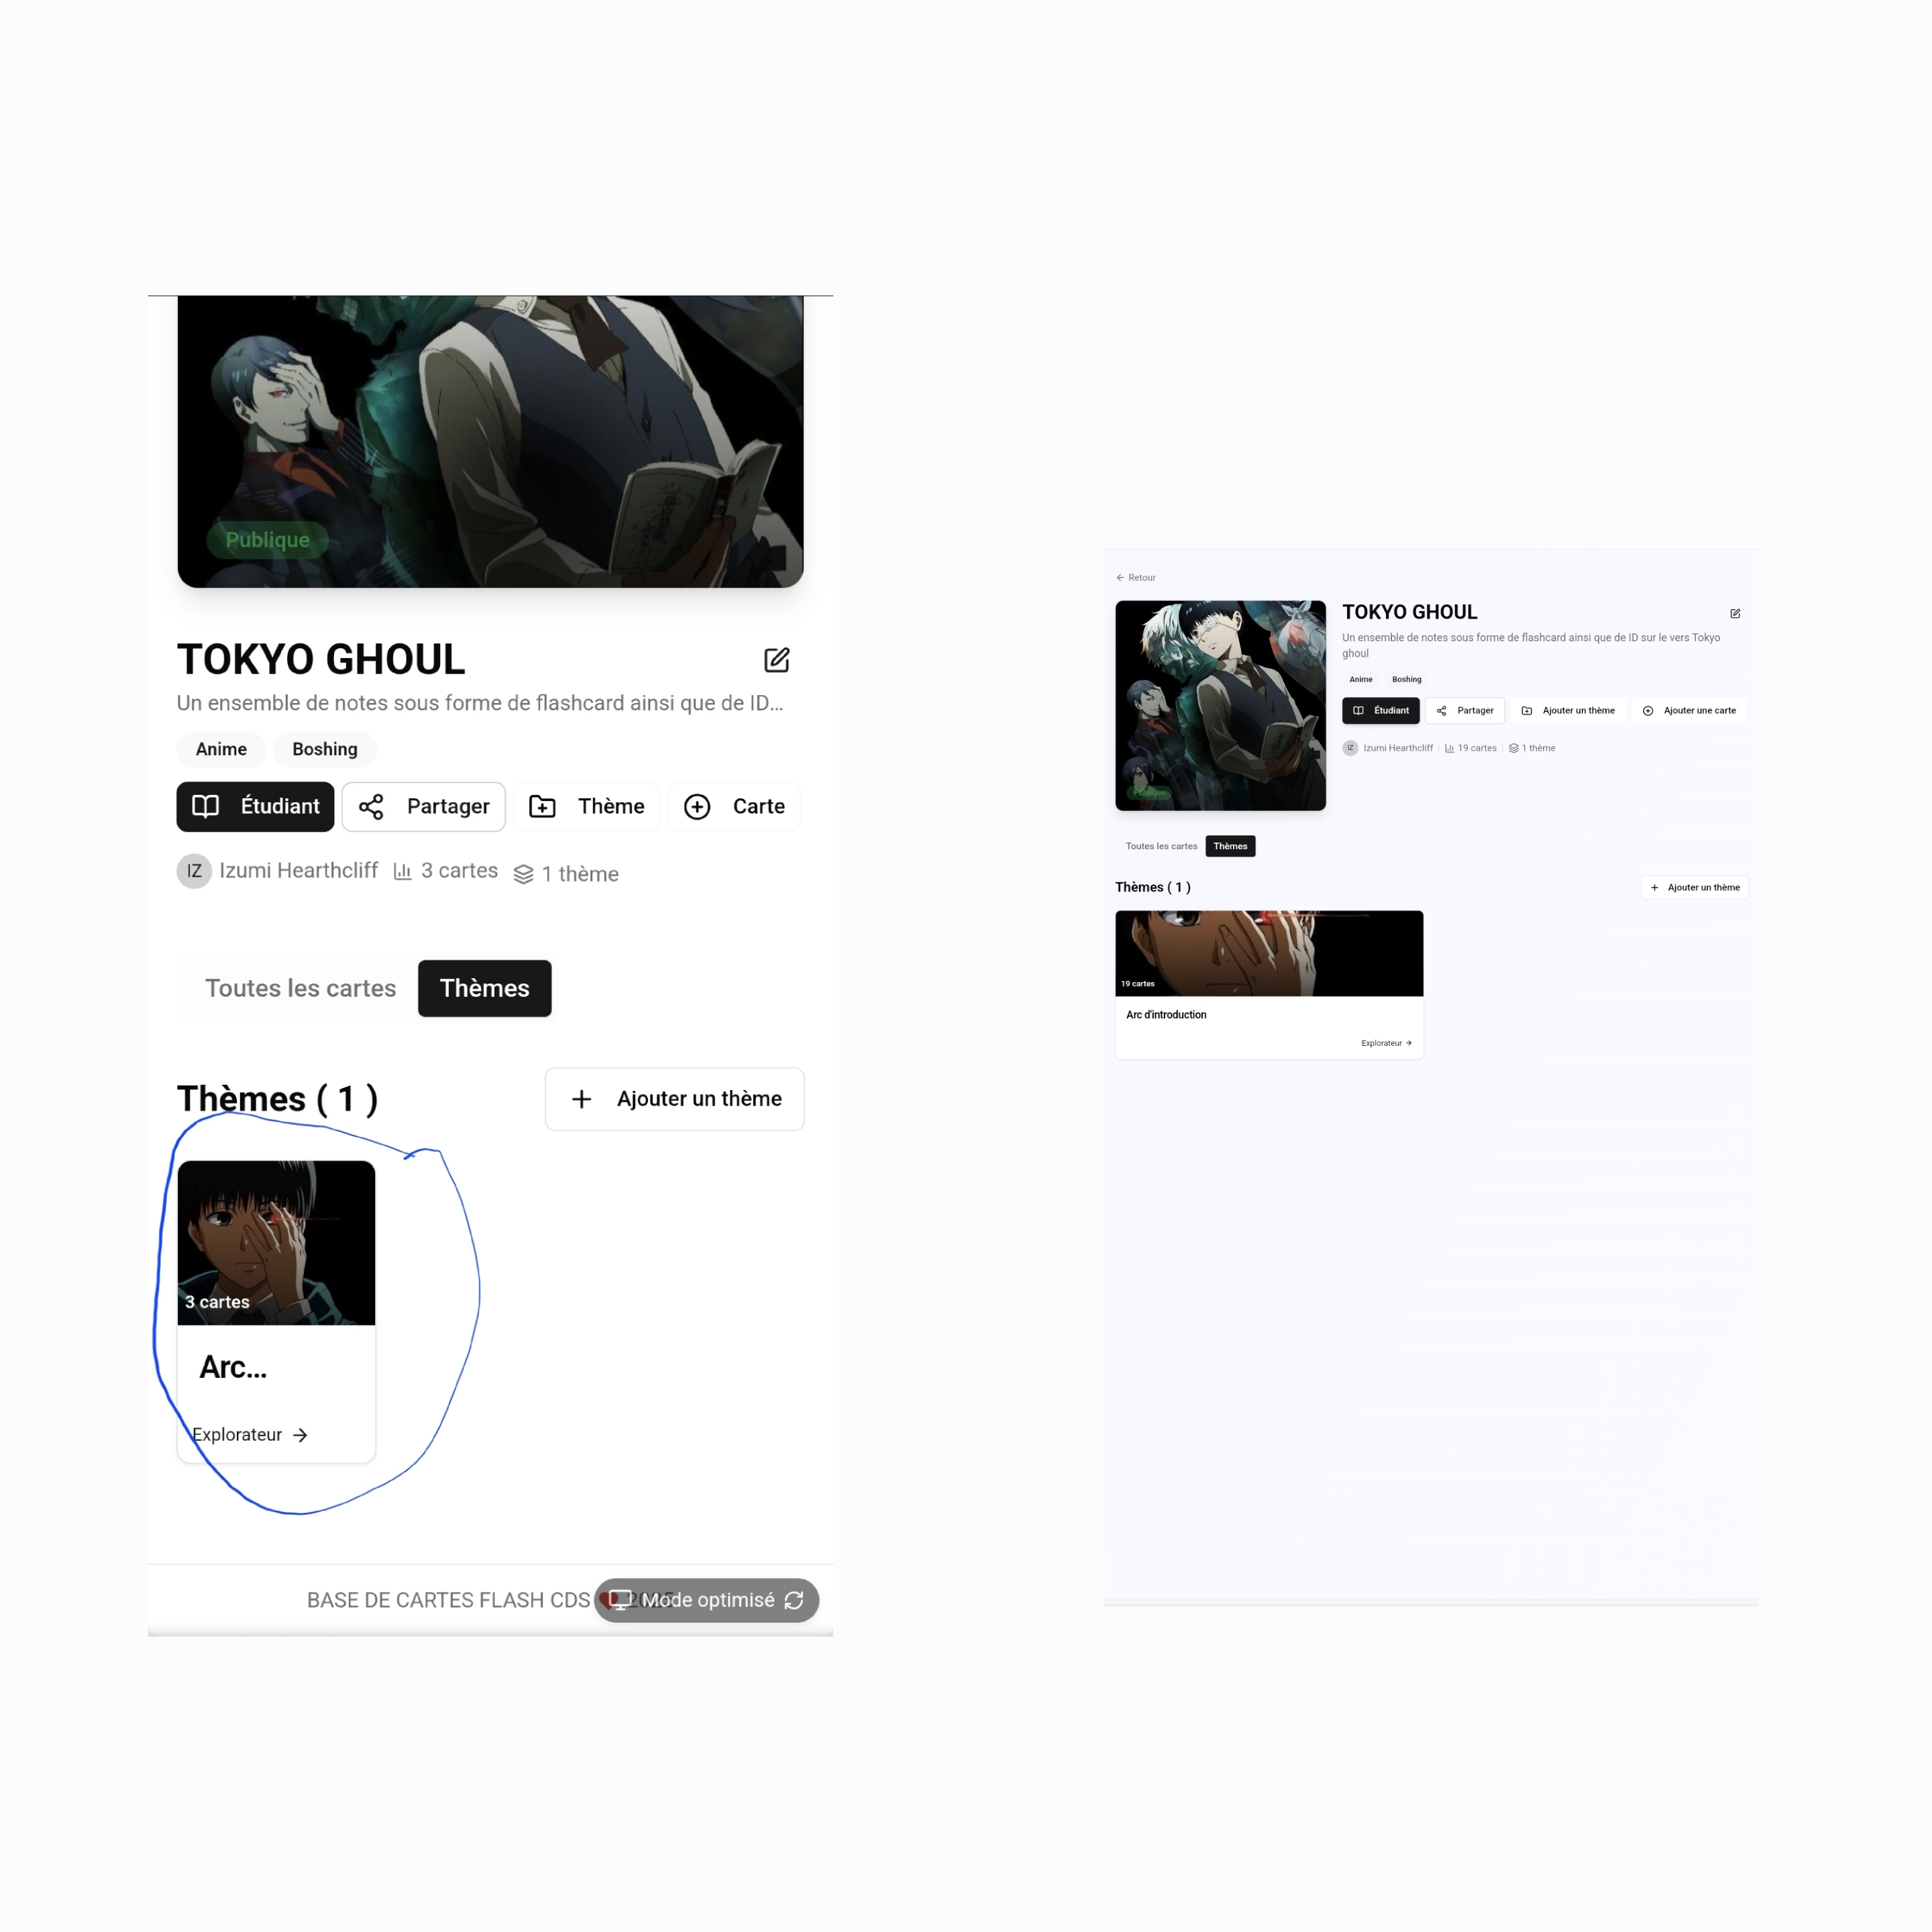 Publique
TOKYO GHOUL
Un ensemble de notes sous forme de flashcard ainsi que de ID...
Anime Boshing
Étudiant Partager Thème Carte
IZ Izumi Hearthcliff 3 cartes 1 thème
Toutes les cartes Thèmes
Thèmes ( 1 ) Ajouter un thème
3 cartes
Arc...
Explorateur →
BASE DE CARTES FLASH CDS Mode optimisé
← Retour
TOKYO GHOUL
Un ensemble de notes sous forme de flashcard ainsi que de ID sur le vers Tokyo
ghoul
Anime Boshing
Étudiant Partager Ajouter un thème Ajouter une carte
IZ Izumi Hearthcliff 19 cartes 1 thème
Publique
Toutes les cartes Thèmes
Thèmes ( 1 ) Ajouter un thème
19 cartes
Arc d'introduction
Explorateur →